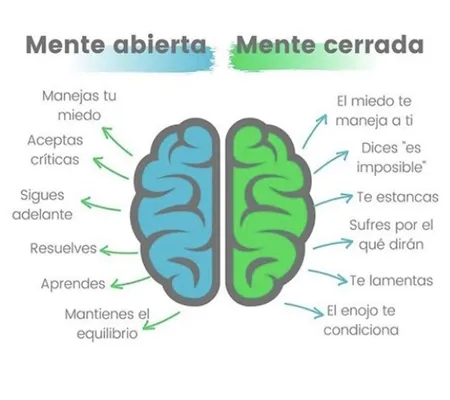 Mente abierta
Manejas tu
miedo
Aceptas
críticas
Sigues
adelante
Resuelves
Aprendes
Mantienes el
equilibrio
Mente cerrada
El miedo te
maneja a ti
Dices "es
imposible"
Te estancas
Sufres por el
qué dirán
Te lamentas
El enojo te
condiciona